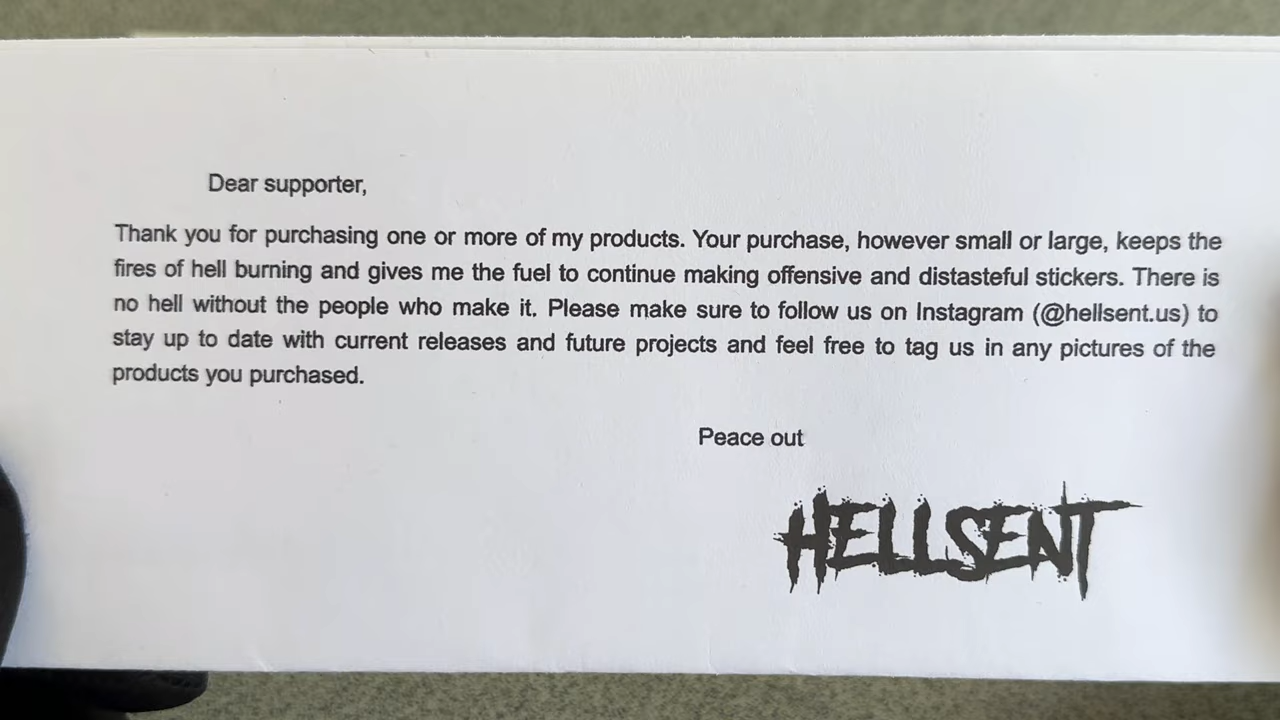 Dear supporter,
Thank you for purchasing one or more of my products. Your purchase, however small or large, keeps the
fires of hell burning and gives me the fuel to continue making offensive and distasteful stickers. There is
no hell without the people who make it. Please make sure to follow us on Instagram (@hellsent.us) to
stay up to date with current releases and future projects and feel free to tag us in any pictures of the
products you purchased.
Peace out
HELLSENT